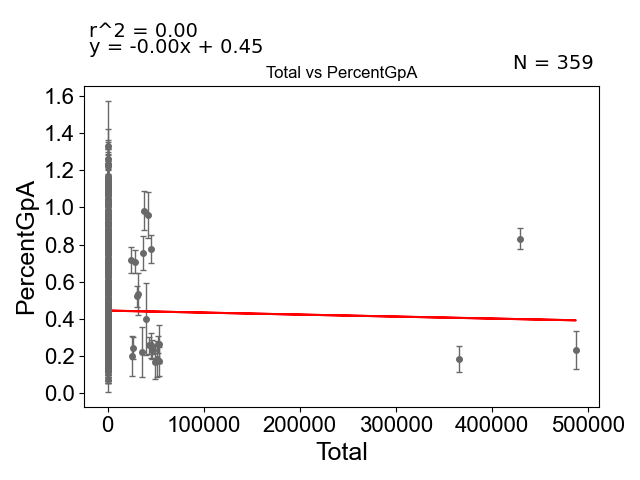 r^2 = 0.00
y = -0.00x + 0.45
N = 359
Total vs PercentGpA
1.6
1.4
1.2
1.0
0.8
0.6
0.4
0.2
0.0
PercentGpA
0 100000 200000 300000 400000 500000
Total